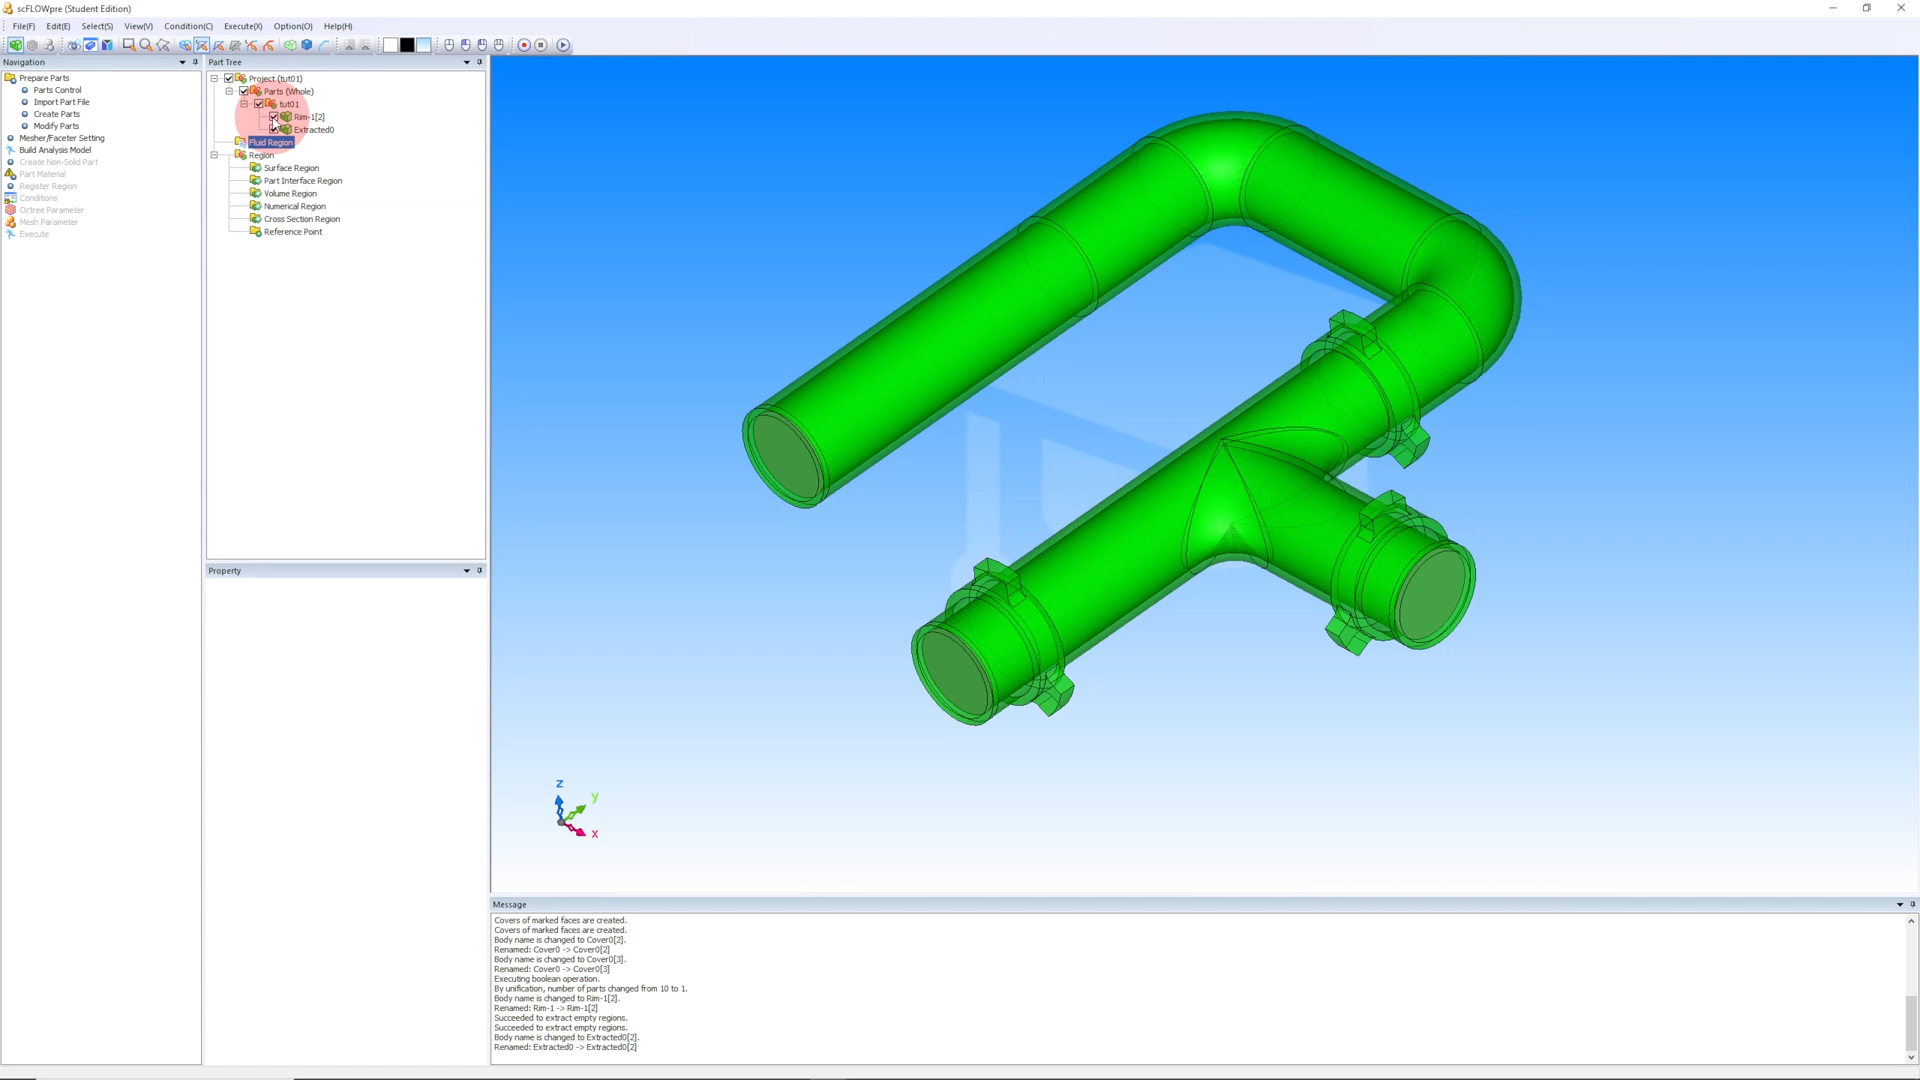 scFLOWpre (Student Edition)
File(F) Edit(E) Select(S) View(V) Condition(C) Execute(X) Option(O) Help(H)
Navigation
Prepare Parts
Parts Control
Import Part File
Create Parts
Modify Parts
Mesher/Faceter Setting
Build Analysis Model
Create Non-Solid Part
Part Material
Register Region
Conditions
Octree Parameter
Mesh Parameter
Execute
Part Tree
Project (tut01)
Parts (Whole)
tut01
Rim-1[2]
Extracted0
Fluid Region
Region
Surface Region
Part Interface Region
Volume Region
Numerical Region
Cross Section Region
Reference Point
Property
z
y
x
Message
Covers of marked faces are created.
Covers of marked faces are created.
Body name is changed to Cover0[2].
Renamed: Cover0 -> Cover0[2]
Body name is changed to Cover0[3].
Renamed: Cover0 -> Cover0[3]
Executing boolean operation.
By unification, number of parts changed from 10 to 1.
Body name is changed to Rim-1[2].
Renamed: Rim-1 -> Rim-1[2]
Succeeded to extract empty regions.
Succeeded to extract empty regions.
Body name is changed to Extracted0[2].
Renamed: Extracted0 -> Extracted0[2]